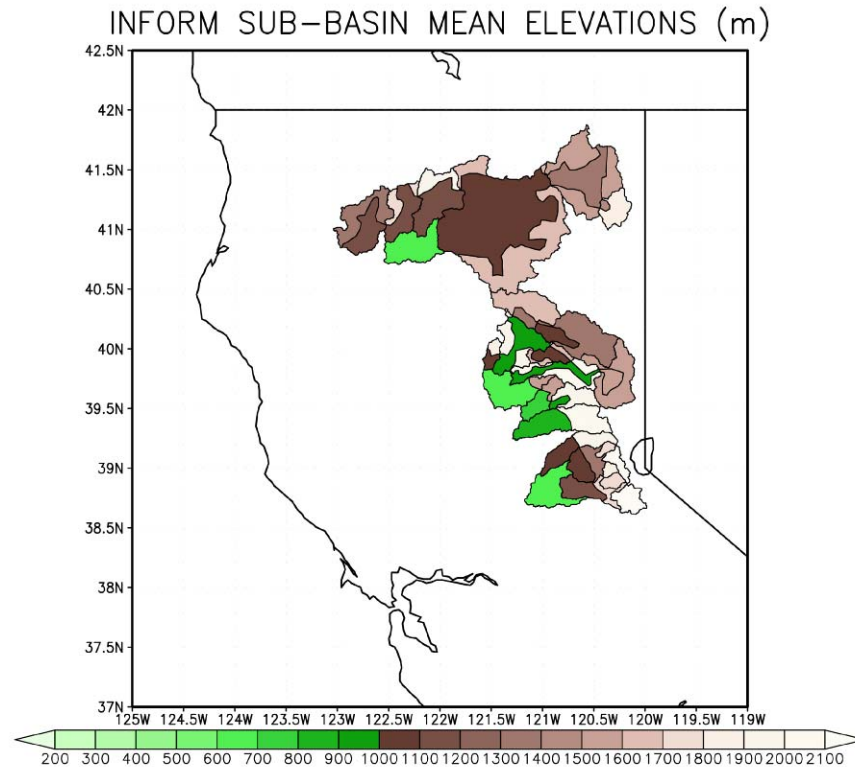 INFORM SUB-BASIN MEAN ELEVATIONS (m)
42.5N
42N
41.5N
41N
40.5N
40N
39.5N
39N
38.5N
38N
37.5N
37N
125W 124.5W 124W 123.5W 123W 122.5W 122W 121.5W 121W 120.5W 120W 119.5W 119W
200 300 400 500 600 700 800 900 1000 1100 1200 1300 1400 1500 1600 1700 1800 1900 2000 2100